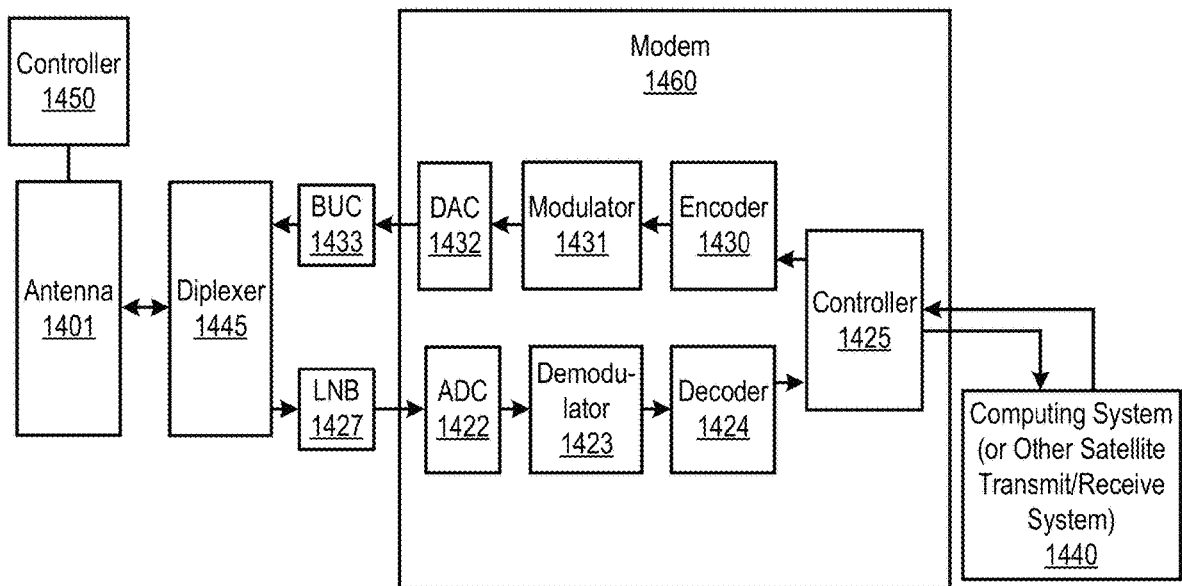 Controller
1450
Modem
1460
Antenna
1401
Diplexer
1445
BUC
1433
DAC
1432
Modulator
1431
Encoder
1430
Controller
1425
LNB
1427
ADC
1422
Demodu-
lator
1423
Decoder
1424
Computing System
(or Other Satellite
Transmit/Receive
System)
1440